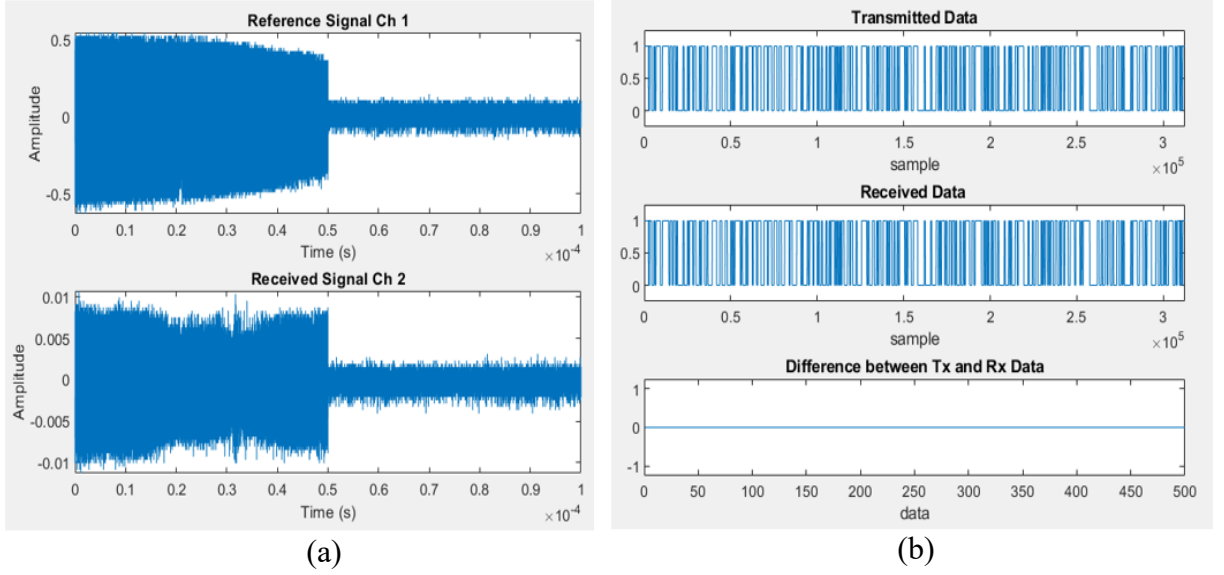 Reference Signal Ch 1
0.5
0
-0.5
Amplitude
0 0.1 0.2 0.3 0.4 0.5 0.6 0.7 0.8 0.9 1
Time (s)
×10-4
Received Signal Ch 2
0.01
0.005
0
-0.005
-0.01
Amplitude
0 0.1 0.2 0.3 0.4 0.5 0.6 0.7 0.8 0.9 1
Time (s)
×10-4
(a)
Transmitted Data
1
0.5
0
0 0.5 1 1.5 2 2.5 3
sample
×105
Received Data
1
0.5
0
0 0.5 1 1.5 2 2.5 3
sample
×105
Difference between Tx and Rx Data
1
0
-1
0 50 100 150 200 250 300 350 400 450 500
data
(b)